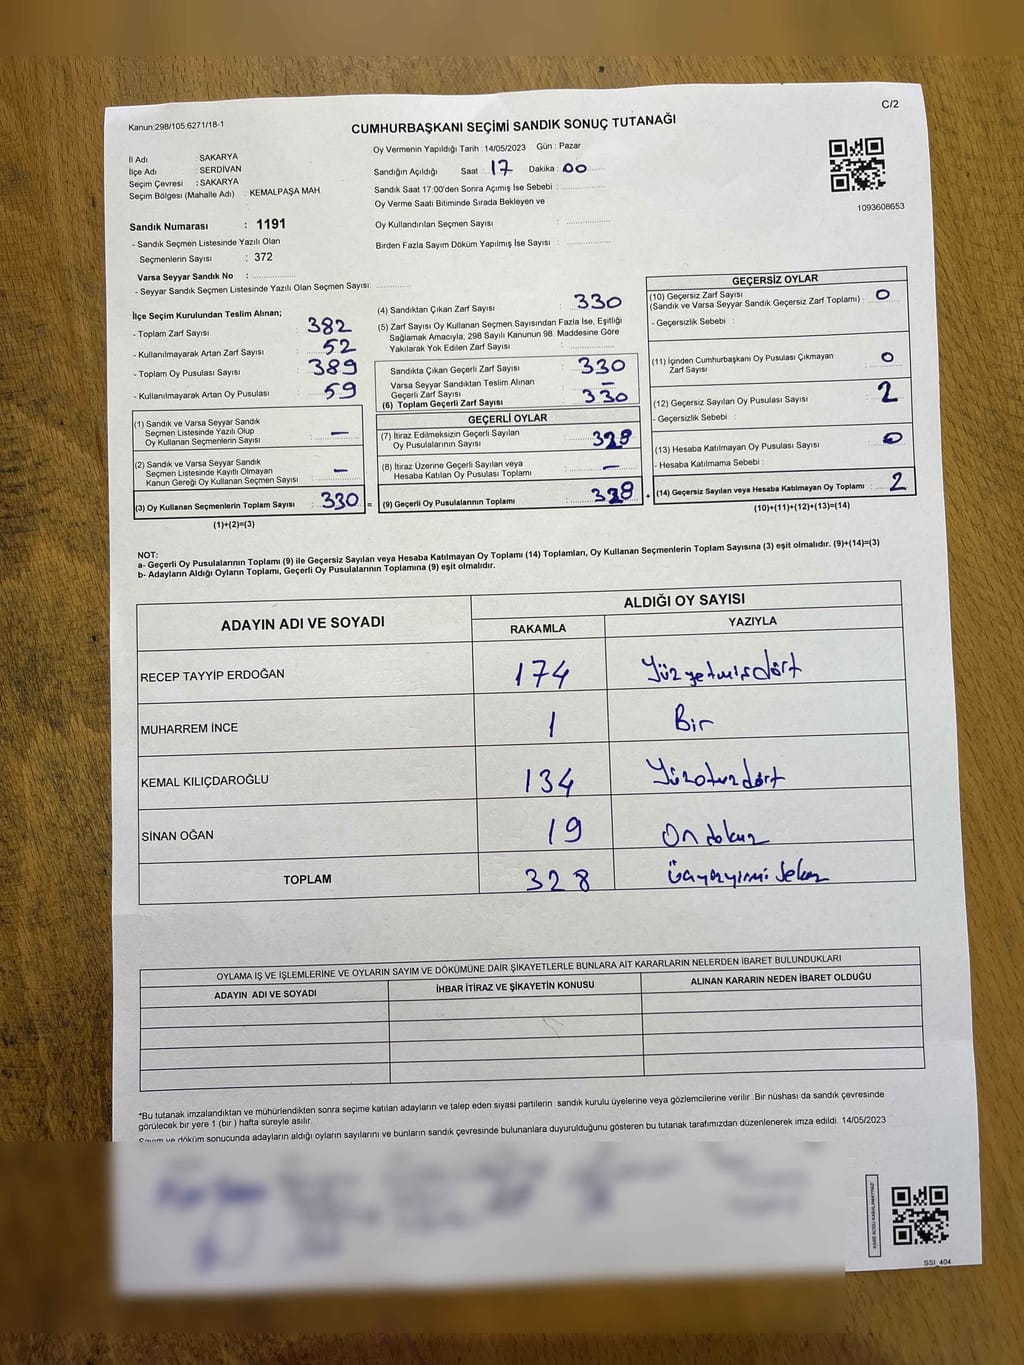 C/2
Kanun;298/105,6271/18-1
CUMHURBAŞKANI SEÇİMİ SANDIK SONUÇ TUTANAĞI
İl Adı : SAKARYA
İlçe Adı : SERDİVAN
Seçim Çevresi : SAKARYA
Seçim Bölgesi (Mahalle Adı) : KEMALPAŞA MAH.
Sandık Numarası : 1191
- Sandık Seçmen Listesinde Yazılı Olan
Seçmenlerin Sayısı : 372
Varsa Seyyar Sandık No :
- Seyyar Sandık Seçmen Listesinde Yazılı Olan Seçmen Sayısı:
Oy Vermenin Yapıldığı Tarih : 14/05/2023 Gün : Pazar
Sandığın Açıldığı Saat : 17 Dakika : 00
Sandık Saat 17:00'den Sonra Açımış İse Sebebi :
Oy Verme Saati Bitiminde Sırada Bekleyen ve
Oy Kullandırılan Seçmen Sayısı :
Birden Fazla Sayım Döküm Yapılmış İse Sayısı :
1093608653
İlçe Seçim Kurulundan Teslim Alınan;
- Toplam Zarf Sayısı : 382
- Kullanılmayarak Artan Zarf Sayısı : 52
- Toplam Oy Pusulası Sayısı : 389
- Kullanılmayarak Artan Oy Pusulası : 59
(1) Sandık ve Varsa Seyyar Sandık
Seçmen Listesinde Yazılı Olup
Oy Kullanan Seçmenlerin Sayısı : —
(2) Sandık ve Varsa Seyyar Sandık
Seçmen Listesinde Kayıtlı Olmayan
Kanun Gereği Oy Kullanan Seçmen Sayısı : —
(3) Oy Kullanan Seçmenlerin Toplam Sayısı : 330 =
(1)+(2)=(3)
(4) Sandıktan Çıkan Zarf Sayısı : 330
(5) Zarf Sayısı Oy Kullanan Seçmen Sayısından Fazla İse, Eşitliği
Sağlamak Amacıyla, 298 Sayılı Kanunun 98. Maddesine Göre
Yakılarak Yok Edilen Zarf Sayısı :
Sandıkta Çıkan Geçerli Zarf Sayısı : 330
Varsa Seyyar Sandıktan Teslim Alınan
Geçerli Zarf Sayısı : —
(6) Toplam Geçerli Zarf Sayısı : 330
GEÇERLİ OYLAR
(7) İtiraz Edilmeksizin Geçerli Sayılan
Oy Pusulalarının Sayısı : 328
(8) İtiraz Üzerine Geçerli Sayılan veya
Hesaba Katılan Oy Pusulası Toplamı : —
(9) Geçerli Oy Pusulalarının Toplamı : 328 +
GEÇERSİZ OYLAR
(10) Geçersiz Zarf Sayısı
(Sandık ve Varsa Seyyar Sandık Geçersiz Zarf Toplamı) : 0
- Geçersizlik Sebebi :
(11) İçinden Cumhurbaşkanı Oy Pusulası Çıkmayan
Zarf Sayısı : 0
(12) Geçersiz Sayılan Oy Pusulası Sayısı : 2
- Geçersizlik Sebebi :
(13) Hesaba Katılmayan Oy Pusulası Sayısı : 0
- Hesaba Katılmama Sebebi :
(14) Geçersiz Sayılan veya Hesaba Katılmayan Oy Toplamı : 2
(10)+(11)+(12)+(13)=(14)
NOT:
a- Geçerli Oy Pusulalarının Toplamı (9) ile Geçersiz Sayılan veya Hesaba Katılmayan Oy Toplamı (14) Toplamları, Oy Kullanan Seçmenlerin Toplam Sayısına (3) eşit olmalıdır. (9)+(14)=(3)
b- Adayların Aldığı Oyların Toplamı, Geçerli Oy Pusulalarının Toplamına (9) eşit olmalıdır.
ADAYIN ADI VE SOYADI
ALDIĞI OY SAYISI
RAKAMLA YAZIYLA
RECEP TAYYİP ERDOĞAN 174 Yüzyetmişdört
MUHARREM İNCE 1 Bir
KEMAL KILIÇDAROĞLU 134 Yüzotuzdört
SİNAN OĞAN 19 On dokuz
TOPLAM 328 Üçyüzyirmi Sekiz
OYLAMA İŞ VE İŞLEMLERİNE VE OYLARIN SAYIM VE DÖKÜMÜNE DAİR ŞİKAYETLERLE BUNLARA AİT KARARLARIN NELERDEN İBARET BULUNDUKLARI
ADAYIN ADI VE SOYADI İHBAR İTİRAZ VE ŞİKAYETİN KONUSU ALINAN KARARIN NEDEN İBARET OLDUĞU
*Bu tutanak imzalandıktan ve mühürlendikten sonra seçime katılan adayların ve talep eden siyasi partilerin sandık kurulu üyelerine veya gözlemcilerine verilir .Bir nüshası da sandık çevresinde
görülecek bir yere 1 (bir ) hafta süreyle asılır.
Sayım ve döküm sonucunda adayların aldığı oyların sayılarını ve bunların sandık çevresinde bulunanlara duyurulduğunu gösteren bu tutanak tarafımızdan düzenlenerek imza edildi. 14/05/2023
SSİ_404